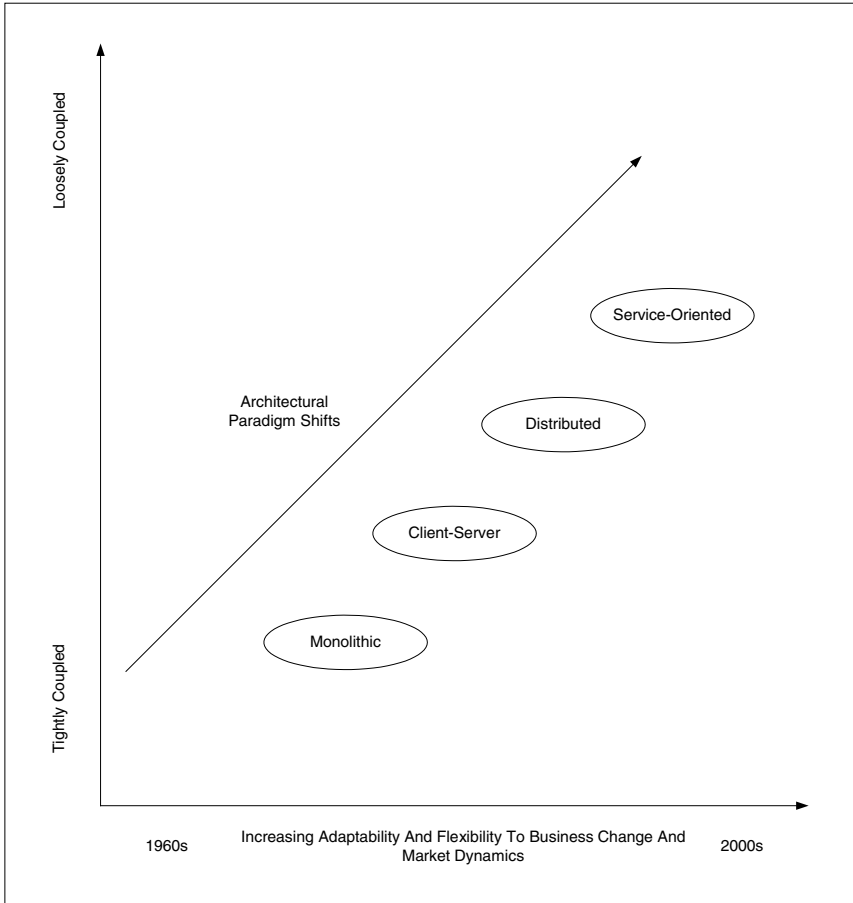 Loosely Coupled
Service-Oriented
Architectural
Paradigm Shifts
Distributed
Client-Server
Monolithic
Tightly Coupled
1960s
Increasing Adaptability And Flexibility To Business Change And
Market Dynamics
2000s